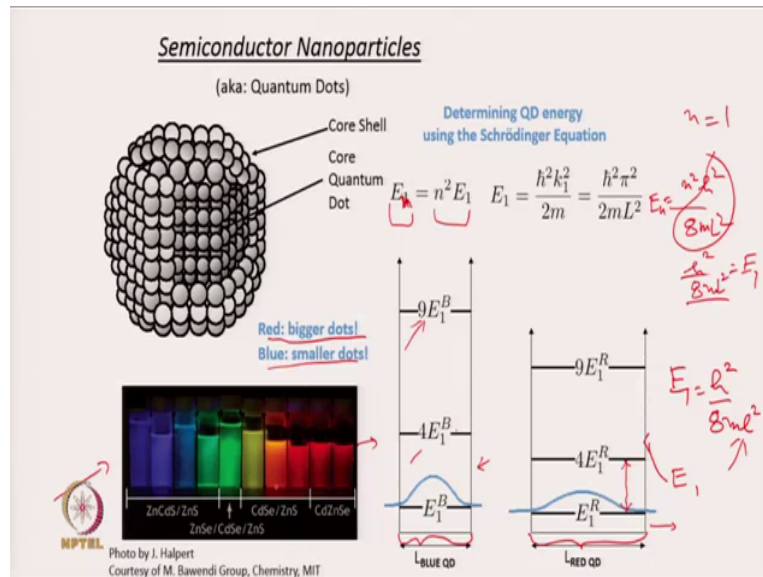 Semiconductor Nanoparticles
(aka: Quantum Dots)
Core Shell
Core
Quantum
Dot
Determining QD energy
using the Schrödinger Equation
n = 1
Eₙ = n²E₁
E₁ = ℏ²k₁²/2m = ℏ²π²/2mL²
Eₙ = n²h²/8mL²
h²/8ml² = E₁
Red: bigger dots!
Blue: smaller dots!
9E₁ᴮ
4E₁ᴮ
E₁ᴮ
L BLUE QD
9E₁ᴿ
4E₁ᴿ
E₁ᴿ
L RED QD
E₁ = h²/8ml²
E₁
ZnCdS/ZnS
CdSe/ZnS
CdZnSe
ZnSe/CdSe/ZnS
NPTEL
Photo by J. Halpert
Courtesy of M. Bawendi Group, Chemistry, MIT